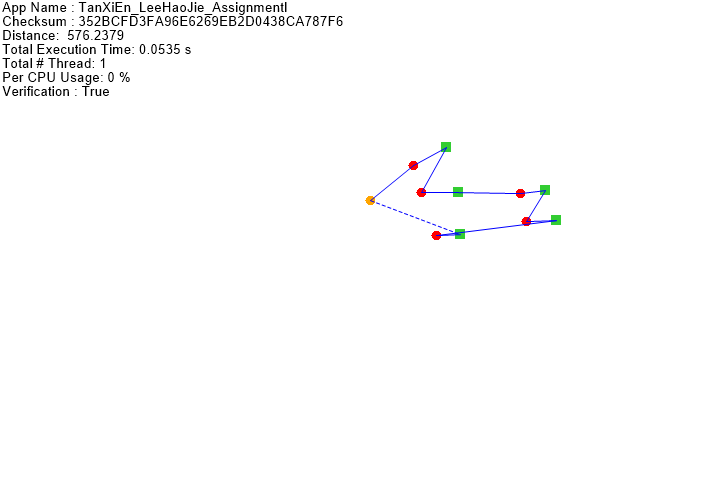 App Name : TanXiEn_LeeHaoJie_AssignmentI
Checksum : 352BCFD3FA96E6269EB2D0438CA787F6
Distance:  576.2379
Total Execution Time: 0.0535 s
Total # Thread: 1
Per CPU Usage: 0 %
Verification : True